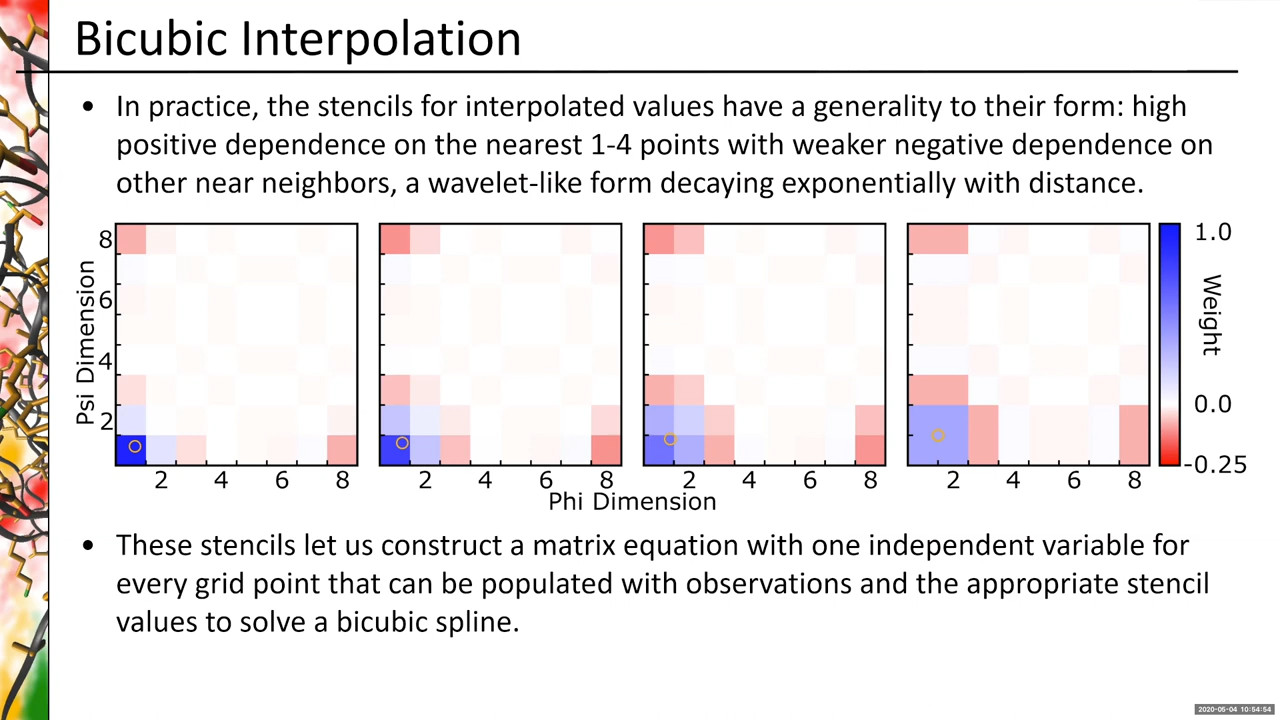 Bicubic Interpolation
• In practice, the stencils for interpolated values have a generality to their form: high
positive dependence on the nearest 1-4 points with weaker negative dependence on
other near neighbors, a wavelet-like form decaying exponentially with distance.
Psi Dimension
8
6
4
2
2 4 6 8
2 4 6 8
2 4 6 8
2 4 6 8
Phi Dimension
1.0
0.0
-0.25
Weight
• These stencils let us construct a matrix equation with one independent variable for
every grid point that can be populated with observations and the appropriate stencil
values to solve a bicubic spline.
2020-05-04 10:54:54